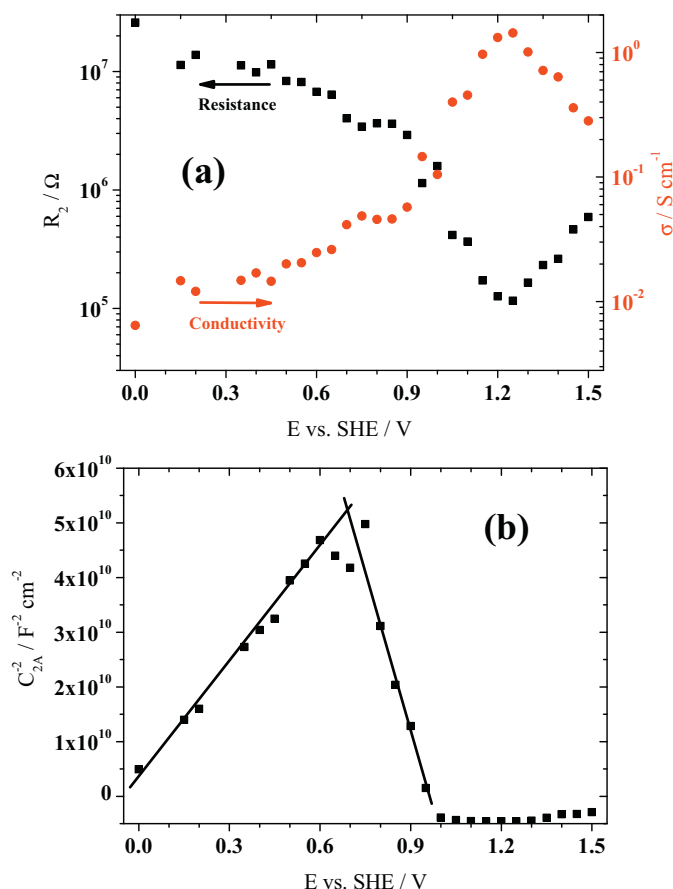 (a)
10^7
10^6
10^5
R_2 / Ω
Resistance
Conductivity
10^0
10^-1
10^-2
σ / S cm^-1
0.0 0.3 0.6 0.9 1.2 1.5
E vs. SHE / V
(b)
6x10^10
5x10^10
4x10^10
3x10^10
2x10^10
1x10^10
0
C_2A^-2 / F^-2 cm^-2
0.0 0.3 0.6 0.9 1.2 1.5
E vs. SHE / V